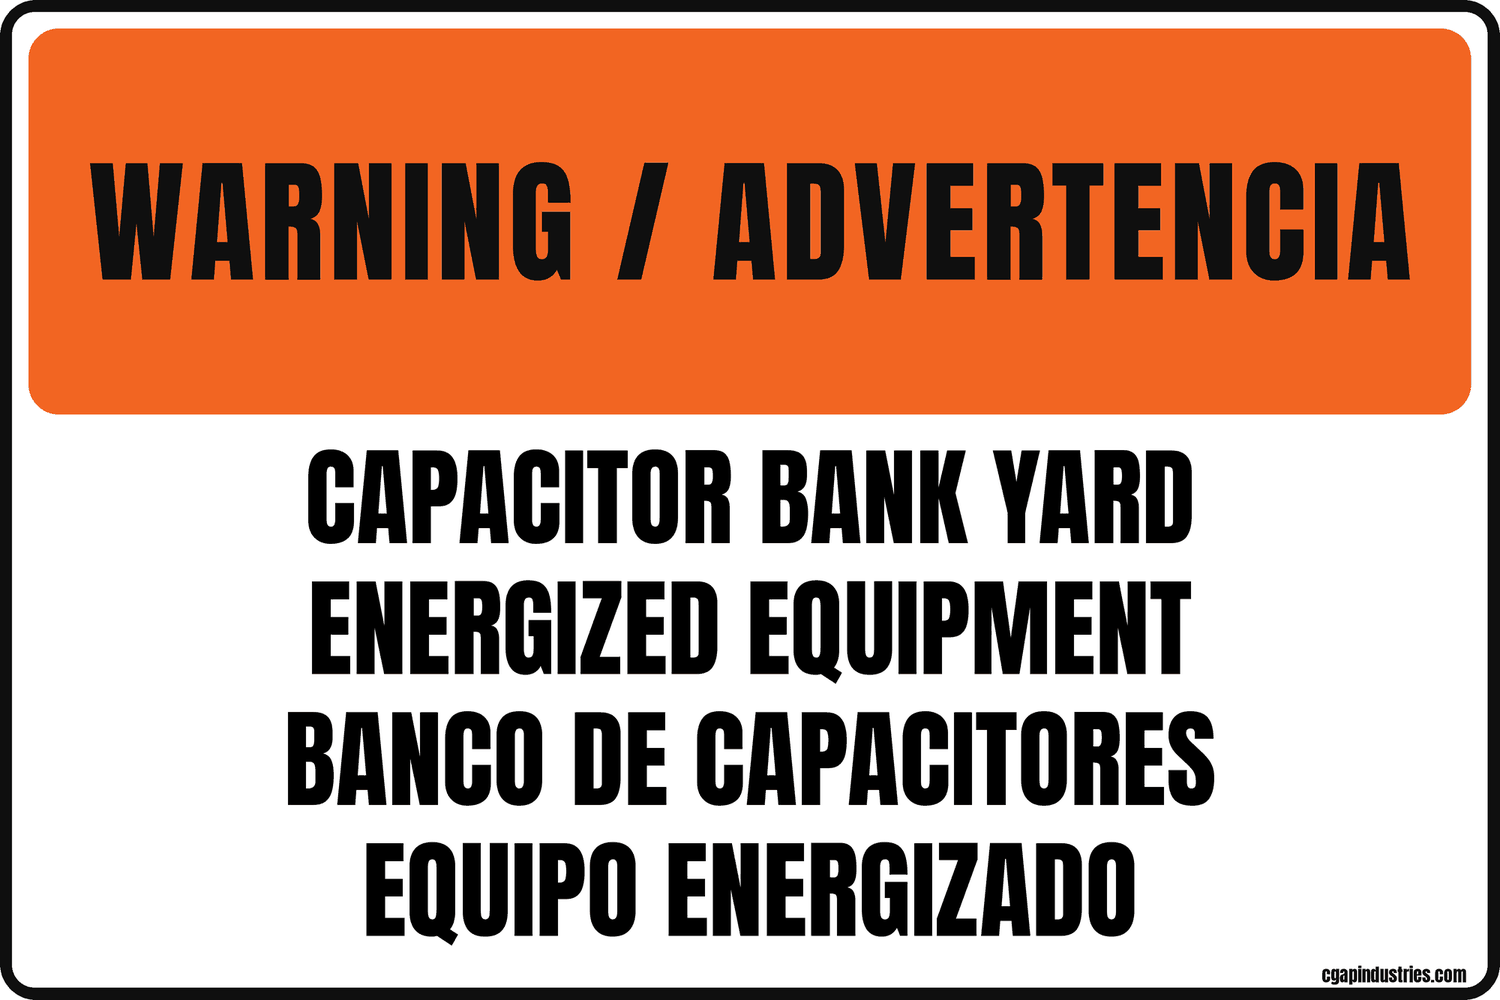 WARNING / ADVERTENCIA
CAPACITOR BANK YARD
ENERGIZED EQUIPMENT
BANCO DE CAPACITORES
EQUIPO ENERGIZADO
cgapindustries.com